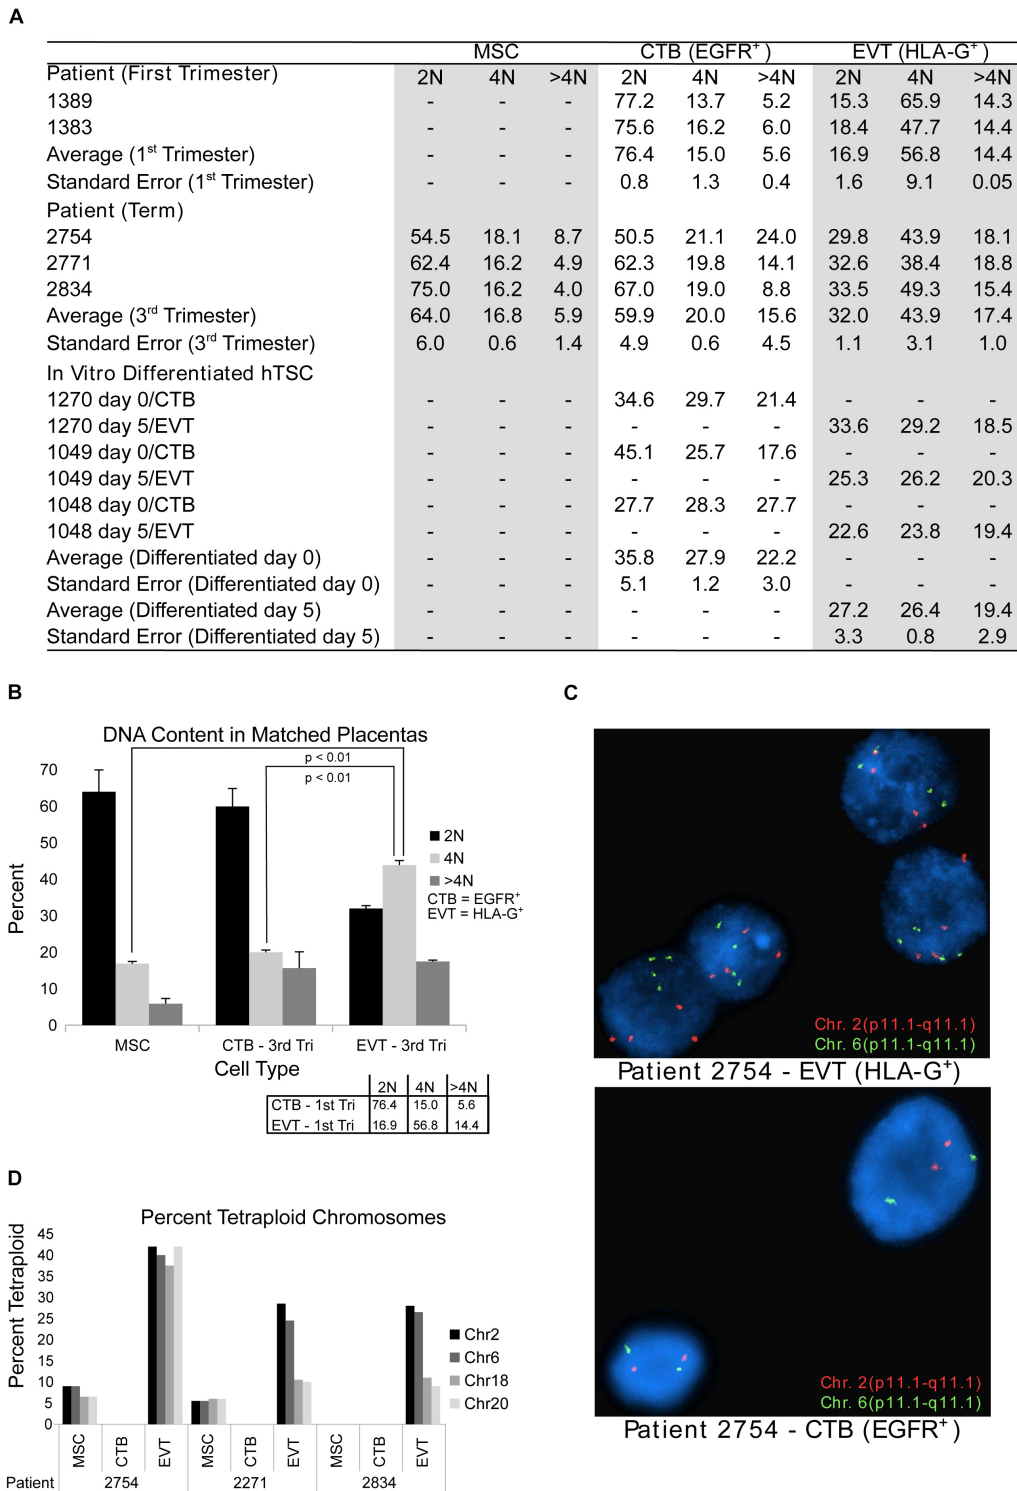 A
MSC CTB (EGFR+) EVT (HLA-G+)
Patient (First Trimester) 2N 4N >4N 2N 4N >4N 2N 4N >4N
1389 - - - 77.2 13.7 5.2 15.3 65.9 14.3
1383 - - - 75.6 16.2 6.0 18.4 47.7 14.4
Average (1st Trimester) - - - 76.4 15.0 5.6 16.9 56.8 14.4
Standard Error (1st Trimester) - - - 0.8 1.3 0.4 1.6 9.1 0.05
Patient (Term)
2754 54.5 18.1 8.7 50.5 21.1 24.0 29.8 43.9 18.1
2771 62.4 16.2 4.9 62.3 19.8 14.1 32.6 38.4 18.8
2834 75.0 16.2 4.0 67.0 19.0 8.8 33.5 49.3 15.4
Average (3rd Trimester) 64.0 16.8 5.9 59.9 20.0 15.6 32.0 43.9 17.4
Standard Error (3rd Trimester) 6.0 0.6 1.4 4.9 0.6 4.5 1.1 3.1 1.0
In Vitro Differentiated hTSC
1270 day 0/CTB - - - 34.6 29.7 21.4 - - -
1270 day 5/EVT - - - - - - 33.6 29.2 18.5
1049 day 0/CTB - - - 45.1 25.7 17.6 - - -
1049 day 5/EVT - - - - - - 25.3 26.2 20.3
1048 day 0/CTB - - - 27.7 28.3 27.7 - - -
1048 day 5/EVT - - - - - - 22.6 23.8 19.4
Average (Differentiated day 0) - - - 35.8 27.9 22.2 - - -
Standard Error (Differentiated day 0) - - - 5.1 1.2 3.0 - - -
Average (Differentiated day 5) - - - - - - 27.2 26.4 19.4
Standard Error (Differentiated day 5) - - - - - - 3.3 0.8 2.9
B
DNA Content in Matched Placentas
p < 0.01
p < 0.01
70
60
50
40
30
20
10
0
Percent
2N
4N
>4N
CTB = EGFR+
EVT = HLA-G+
MSC CTB - 3rd Tri EVT - 3rd Tri
Cell Type
2N 4N >4N
CTB - 1st Tri 76.4 15.0 5.6
EVT - 1st Tri 16.9 56.8 14.4
C
Chr. 2(p11.1-q11.1)
Chr. 6(p11.1-q11.1)
Patient 2754 - EVT (HLA-G+)
Chr. 2(p11.1-q11.1)
Chr. 6(p11.1-q11.1)
Patient 2754 - CTB (EGFR+)
D
Percent Tetraploid Chromosomes
45
40
35
30
25
20
15
10
5
0
Percent Tetraploid
Chr2
Chr6
Chr18
Chr20
MSC CTB EVT MSC CTB EVT MSC CTB EVT
Patient 2754 2271 2834